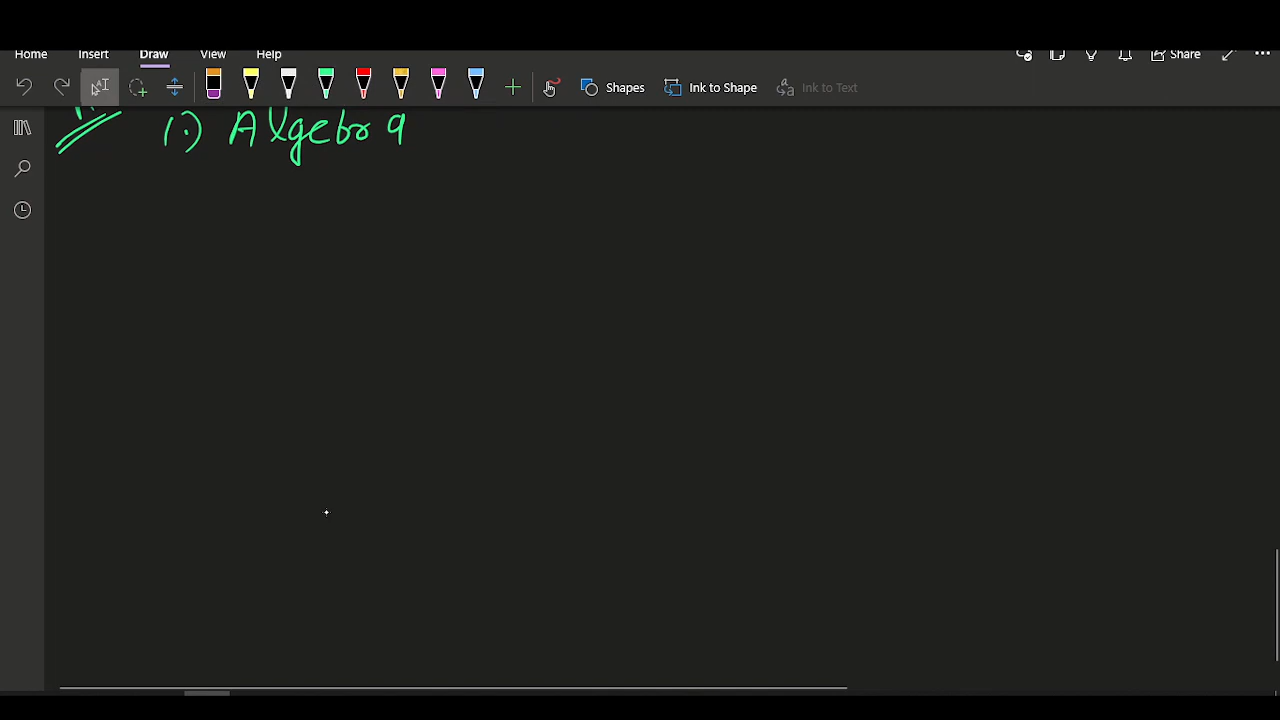 Home Insert Draw View Help Share
Shapes Ink to Shape Ink to Text
1.) Algebra